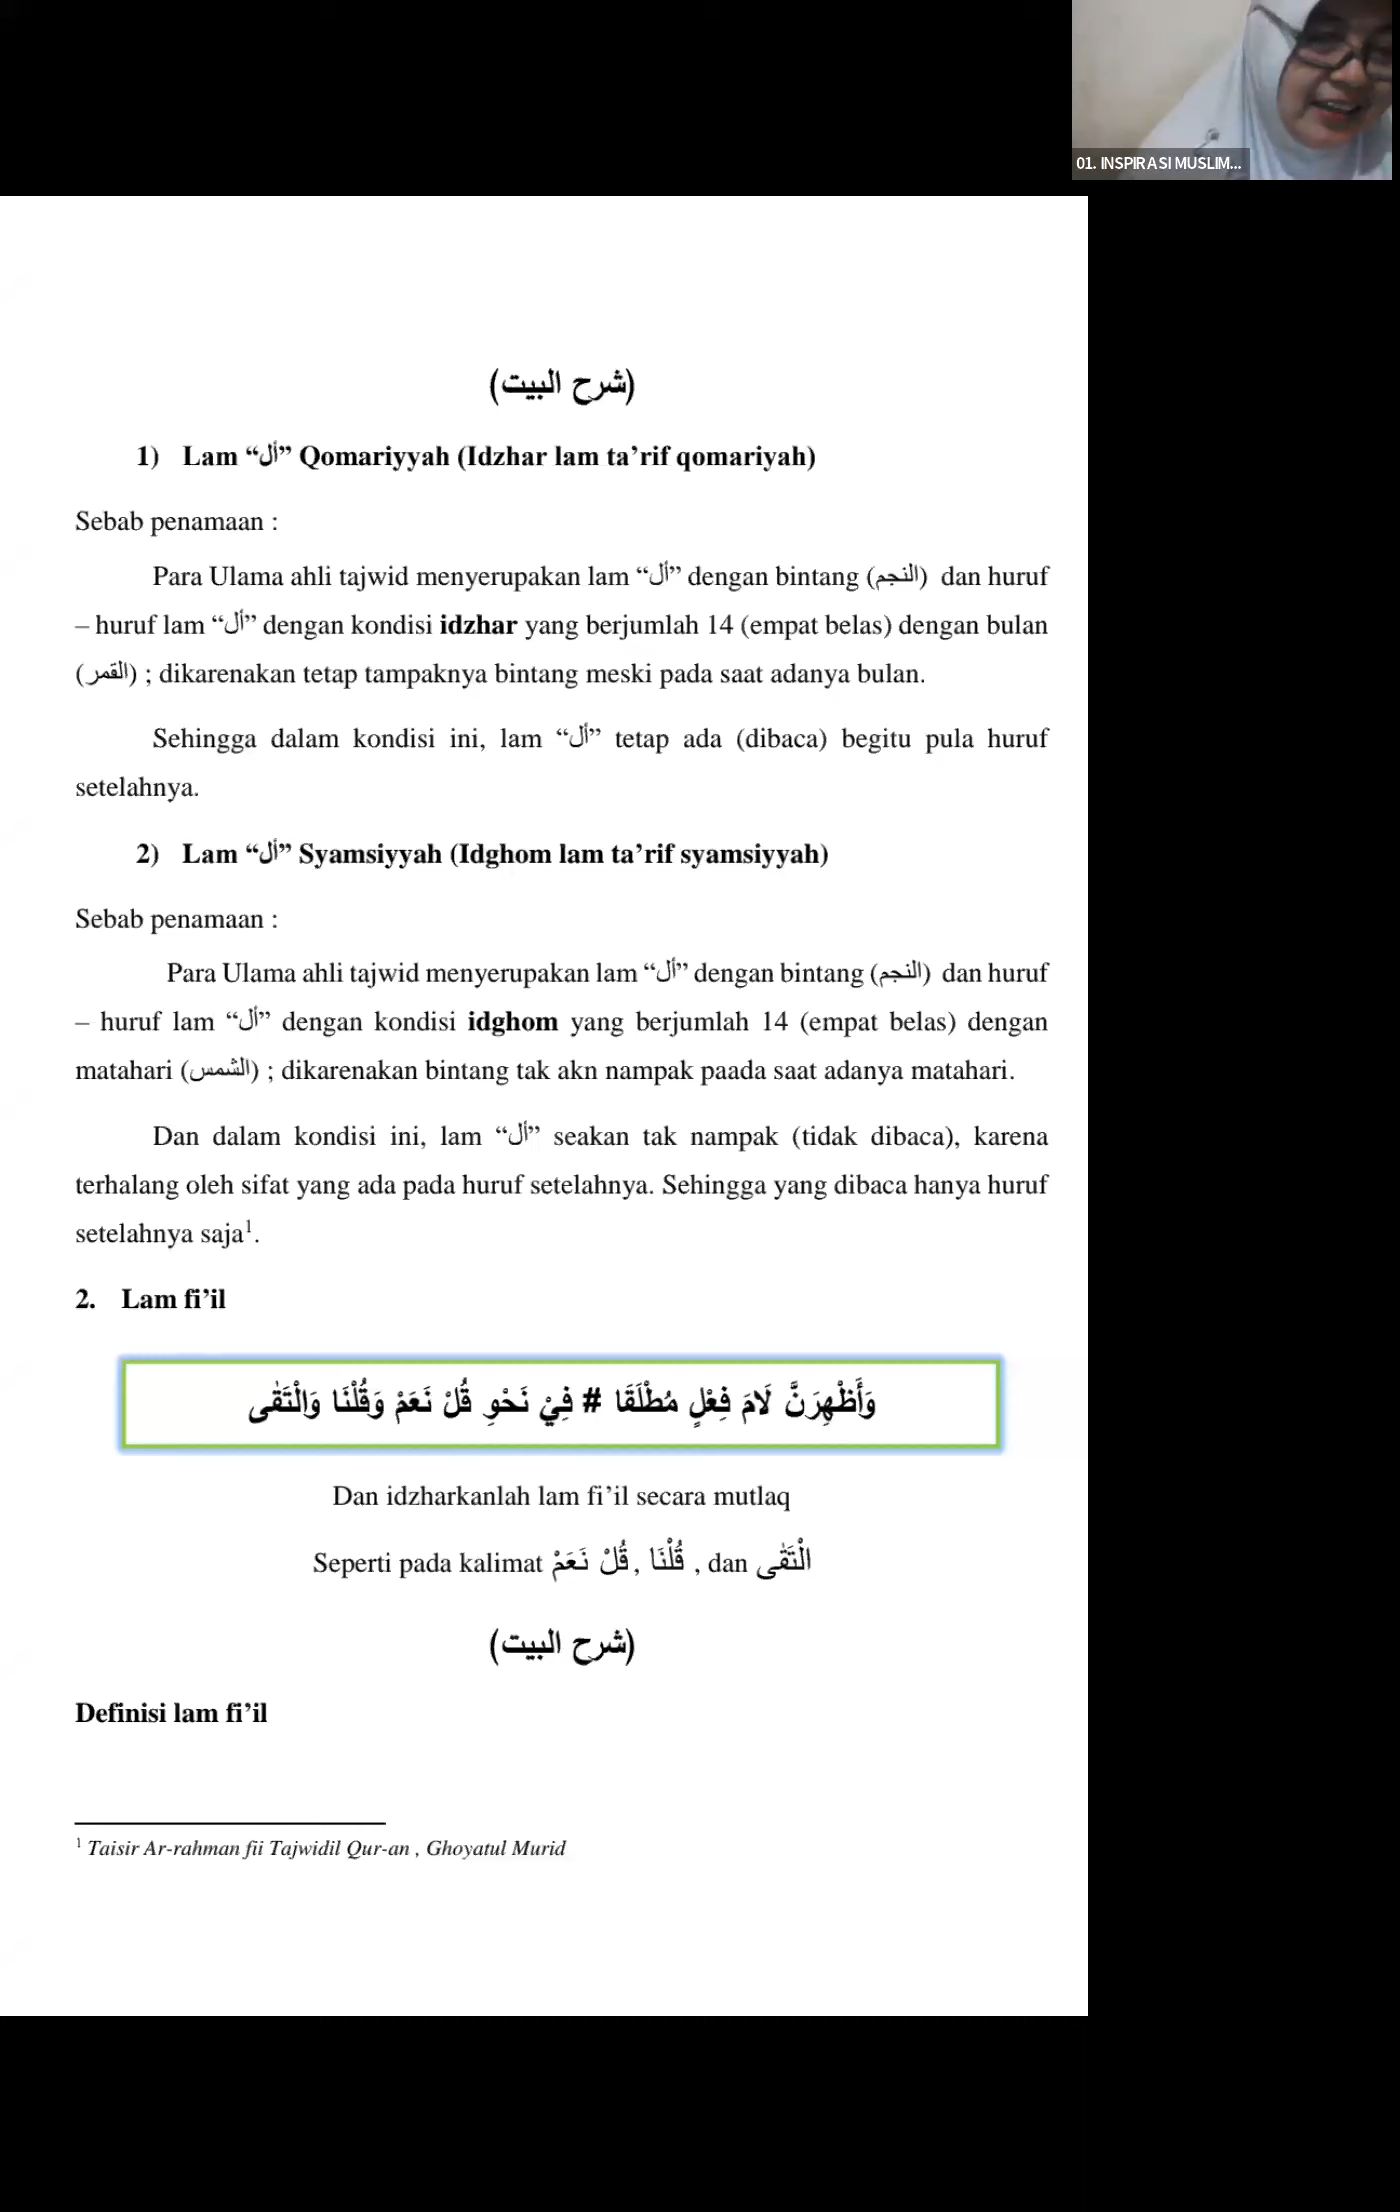 01. INSPIRASI MUSLIM...
(شرح البيت)
1) Lam “أل” Qomariyyah (Idzhar lam ta’rif qomariyah)
Sebab penamaan :
Para Ulama ahli tajwid menyerupakan lam “أل” dengan bintang (النجم) dan huruf
– huruf lam “أل” dengan kondisi idzhar yang berjumlah 14 (empat belas) dengan bulan
(القمر) ; dikarenakan tetap tampaknya bintang meski pada saat adanya bulan.
Sehingga dalam kondisi ini, lam “أل” tetap ada (dibaca) begitu pula huruf
setelahnya.
2) Lam “أل” Syamsiyyah (Idghom lam ta’rif syamsiyyah)
Sebab penamaan :
Para Ulama ahli tajwid menyerupakan lam “أل” dengan bintang (النجم) dan huruf
– huruf lam “أل” dengan kondisi idghom yang berjumlah 14 (empat belas) dengan
matahari (الشمس) ; dikarenakan bintang tak akn nampak paada saat adanya matahari.
Dan dalam kondisi ini, lam “أل” seakan tak nampak (tidak dibaca), karena
terhalang oleh sifat yang ada pada huruf setelahnya. Sehingga yang dibaca hanya huruf
setelahnya saja¹.
2. Lam fi’il
وَأَظْهِرَنَّ لَامَ فِعْلٍ مُطْلَقَا # فِيْ نَحْوِ قُلْ نَعَمْ وَقُلْنَا وَالْتَقٰى
Dan idzharkanlah lam fi’il secara mutlaq
Seperti pada kalimat قُلْ نَعَمْ , قُلْنَا , dan الْتَقٰى
(شرح البيت)
Definisi lam fi’il
¹ Taisir Ar-rahman fii Tajwidil Qur-an , Ghoyatul Murid